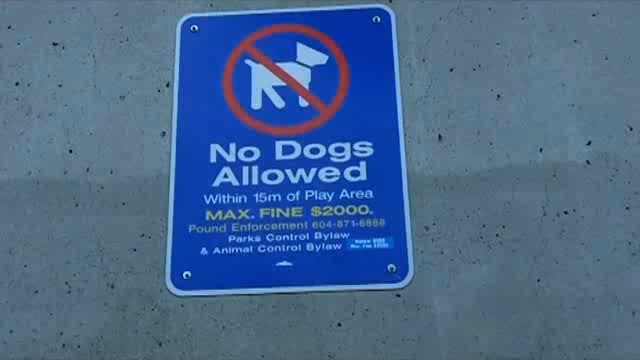 No Dogs
Allowed
Within 15m of Play Area
MAX. FINE $2000.
Pound Enforcement 604-871-6888
Parks Control Bylaw
& Animal Control Bylaw